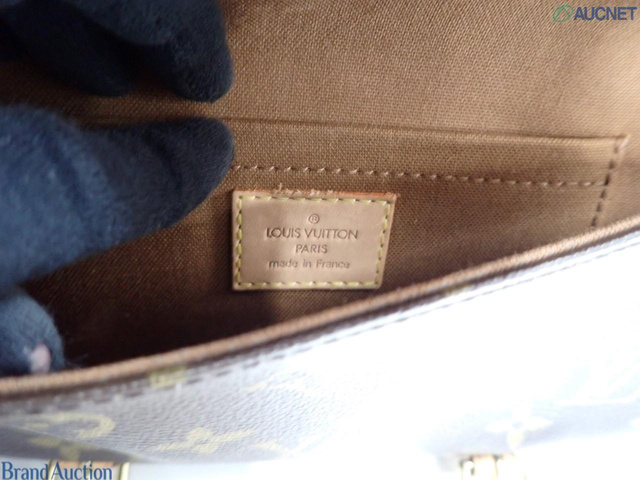 AUCNET
®
LOUIS VUITTON
PARIS
made in France
Brand Auction